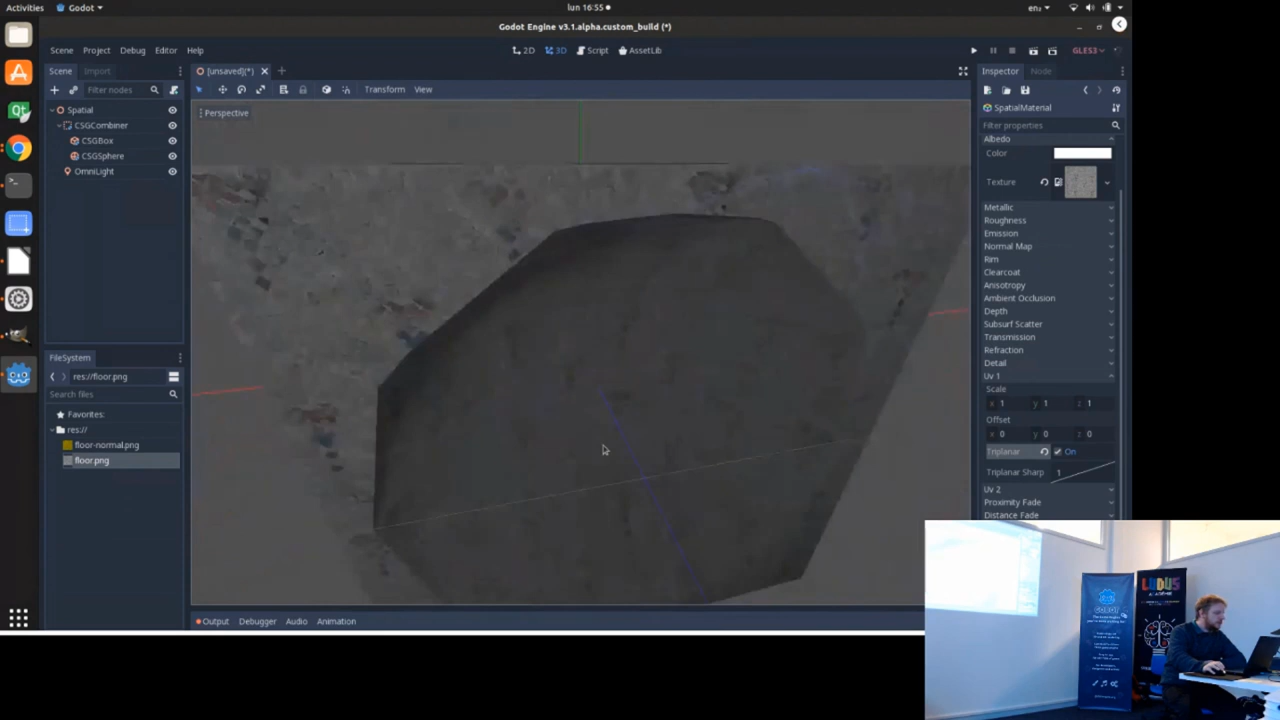 Activities Godot ▾ lun 16:55 en₂
Godot Engine v3.1.alpha.custom_build (*)
Scene Project Debug Editor Help 2D 3D Script AssetLib GLES3
Scene Import [unsaved](*) Inspector Node
Filter nodes Transform View
Perspective
Spatial
CSGCombiner
CSGBox
CSGSphere
OmniLight
FileSystem
res://floor.png
Search files
Favorites:
res://
floor-normal.png
floor.png
SpatialMaterial
Filter properties
Albedo
Color
Texture
Metallic
Roughness
Emission
Normal Map
Rim
Clearcoat
Anisotropy
Ambient Occlusion
Depth
Subsurf Scatter
Transmission
Refraction
Detail
Uv 1
Scale
x 1 y 1 z 1
Offset
x 0 y 0 z 0
Triplanar On
Triplanar Sharp 1
Uv 2
Proximity Fade
Distance Fade
Output Debugger Audio Animation
GODOT
LUDUS
ACADÉMIE